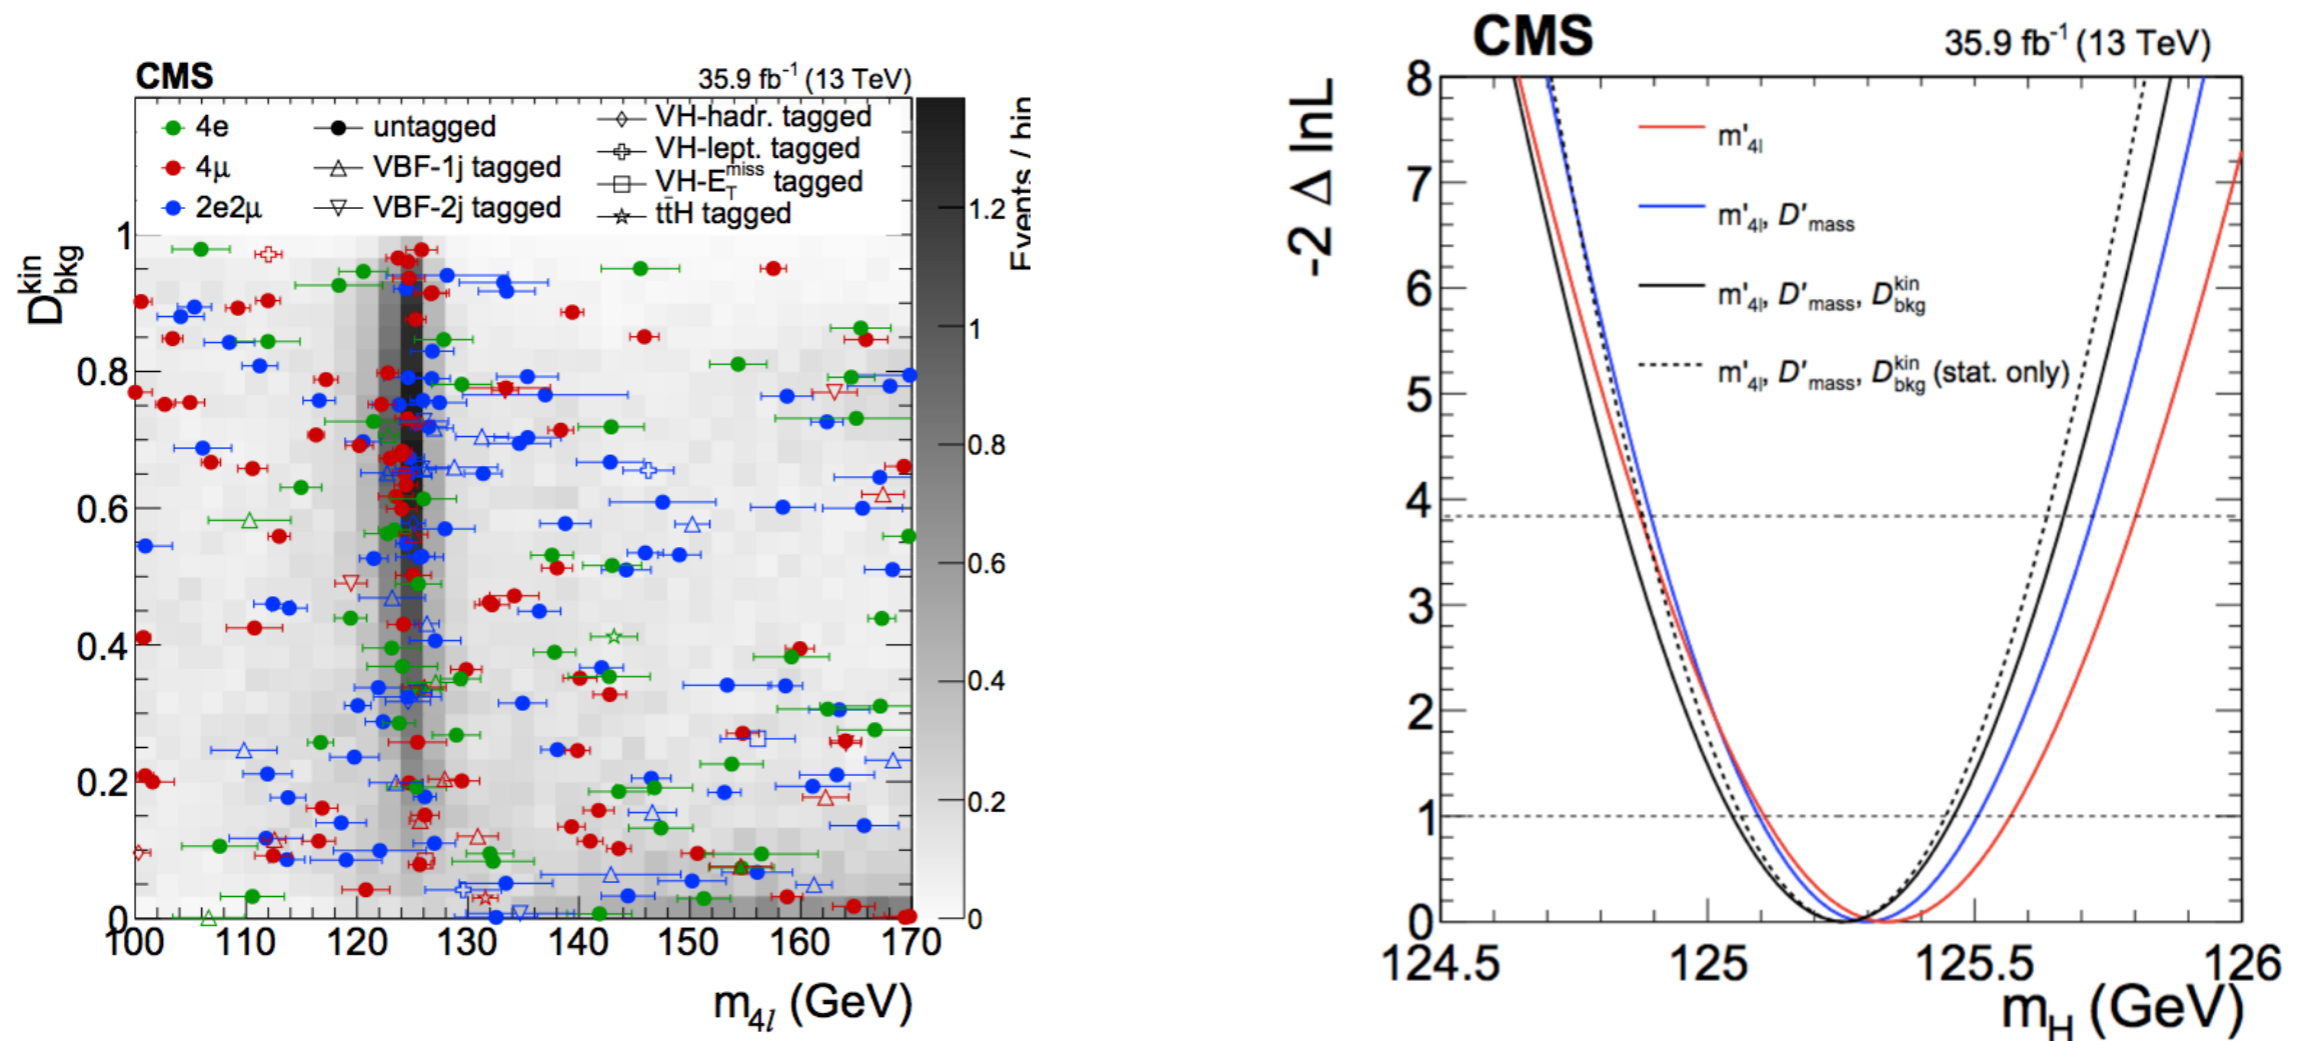 CMS
35.9 fb⁻¹ (13 TeV)
4e
4μ
2e2μ
untagged
VBF-1j tagged
VBF-2j tagged
VH-hadr. tagged
VH-lept. tagged
VH-E_T^miss tagged
tt̄H tagged
D_bkg^kin
1
0.8
0.6
0.4
0.2
0
100 110 120 130 140 150 160 170
m_4l (GeV)
Events / bin
1.2
1
0.8
0.6
0.4
0.2
0
CMS
35.9 fb⁻¹ (13 TeV)
-2 Δ lnL
8
7
6
5
4
3
2
1
0
m'_4l
m'_4l, D'_mass
m'_4l, D'_mass, D_bkg^kin
m'_4l, D'_mass, D_bkg^kin (stat. only)
124.5 125 125.5 126
m_H (GeV)